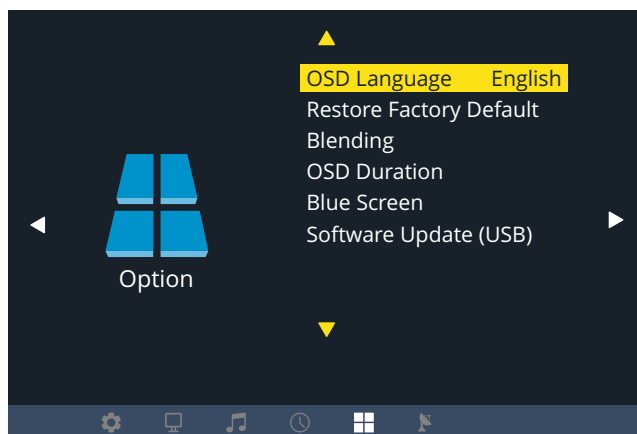 OSD Language English
Restore Factory Default
Blending
OSD Duration
Blue Screen
Software Update (USB)
Option